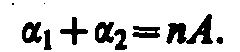 α₁ + α₂ = nA.